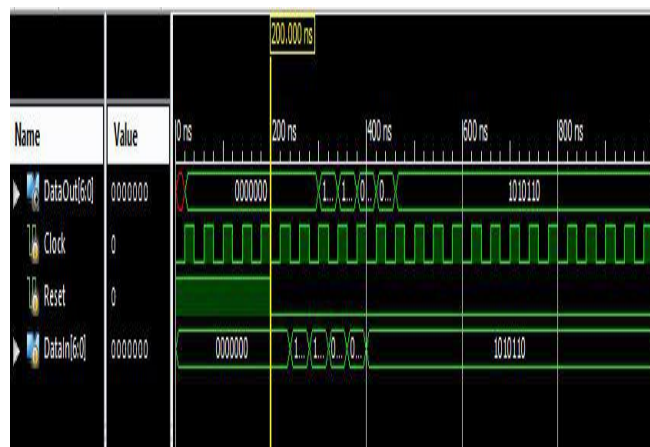 200.000 ns
Name Value 0 ns 200 ns 400 ns 600 ns 800 ns
DataOut[6:0] 0000000 0000000 1... 1... 0... 0... 1010110
Clock 0
Reset 0
DataIn[6:0] 0000000 0000000 1... 1... 0... 0... 1010110